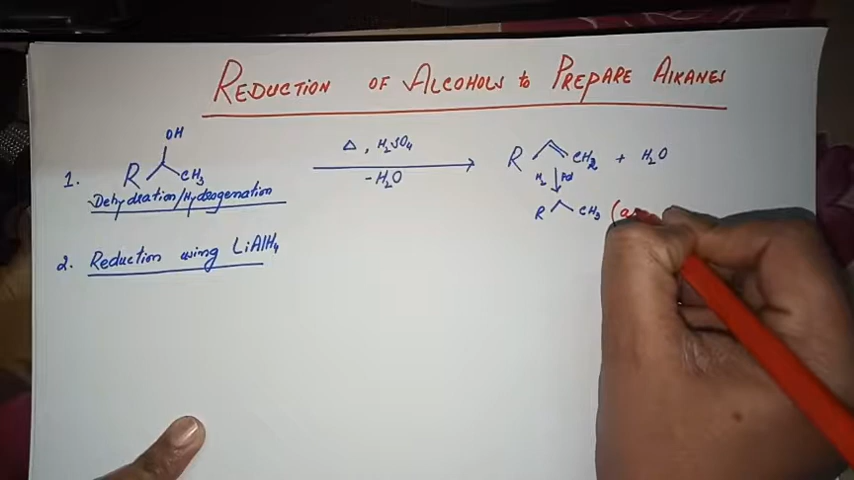 REDUCTION OF ALCOHOLS to PREPARE ALKANES
OH
1. R CH3 Δ, H2SO4 -H2O R CH2 + H2O
Dehydration/Hydrogenation
H2 Pd
R CH3 (a
2. Reduction using LiAlH4